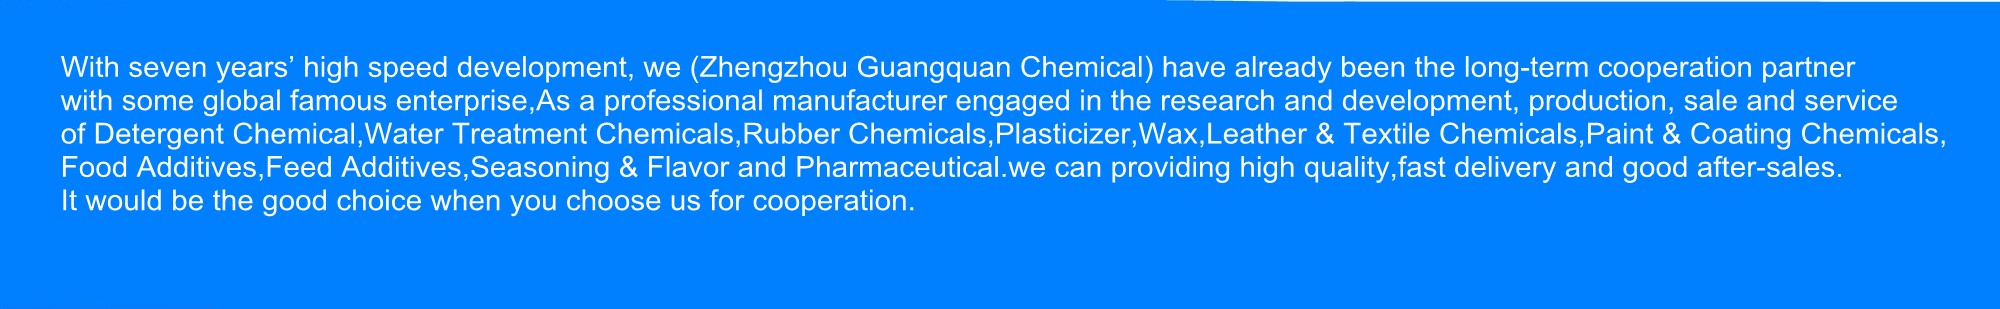 With seven years’ high speed development, we (Zhengzhou Guangquan Chemical) have already been the long-term cooperation partner
with some global famous enterprise,As a professional manufacturer engaged in the research and development, production, sale and service
of Detergent Chemical,Water Treatment Chemicals,Rubber Chemicals,Plasticizer,Wax,Leather & Textile Chemicals,Paint & Coating Chemicals,
Food Additives,Feed Additives,Seasoning & Flavor and Pharmaceutical.we can providing high quality,fast delivery and good after-sales.
It would be the good choice when you choose us for cooperation.